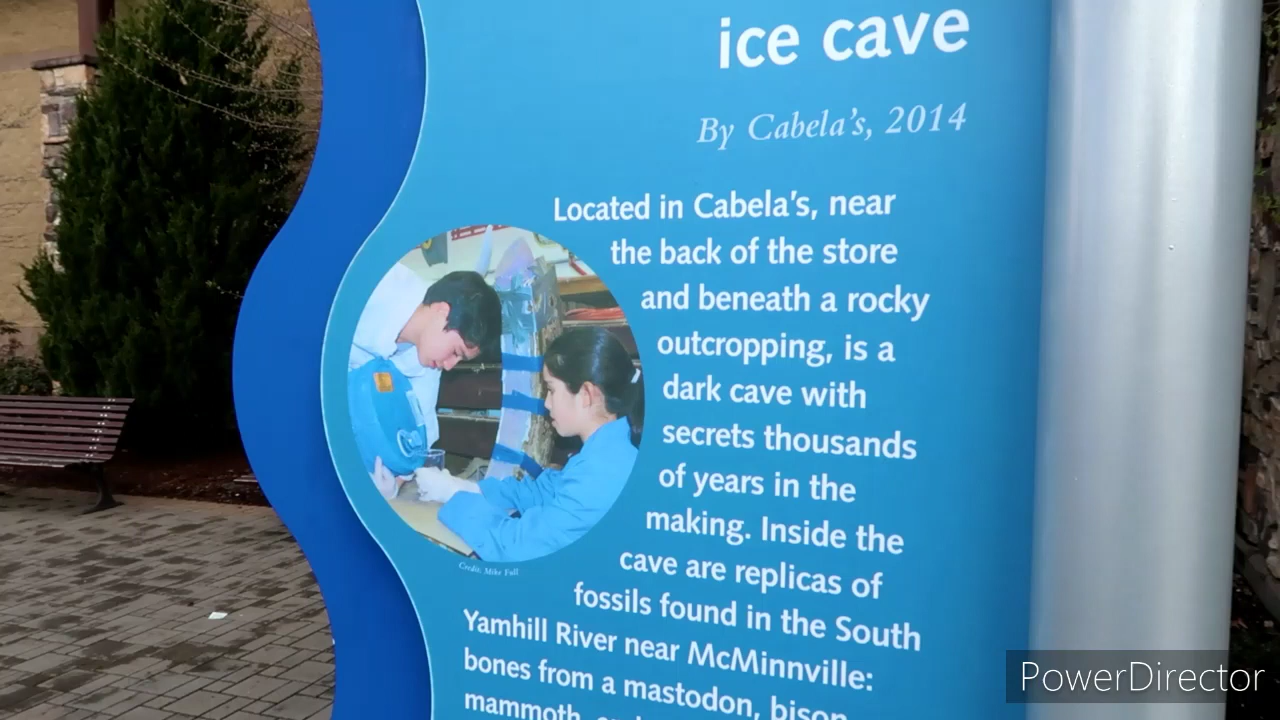 ice cave
By Cabela's, 2014
Located in Cabela's, near
the back of the store
and beneath a rocky
outcropping, is a
dark cave with
secrets thousands
of years in the
making. Inside the
cave are replicas of
fossils found in the South
Yamhill River near McMinnville:
bones from a mastodon, bison,
mammoth
Credit: Mike Full
PowerDirector